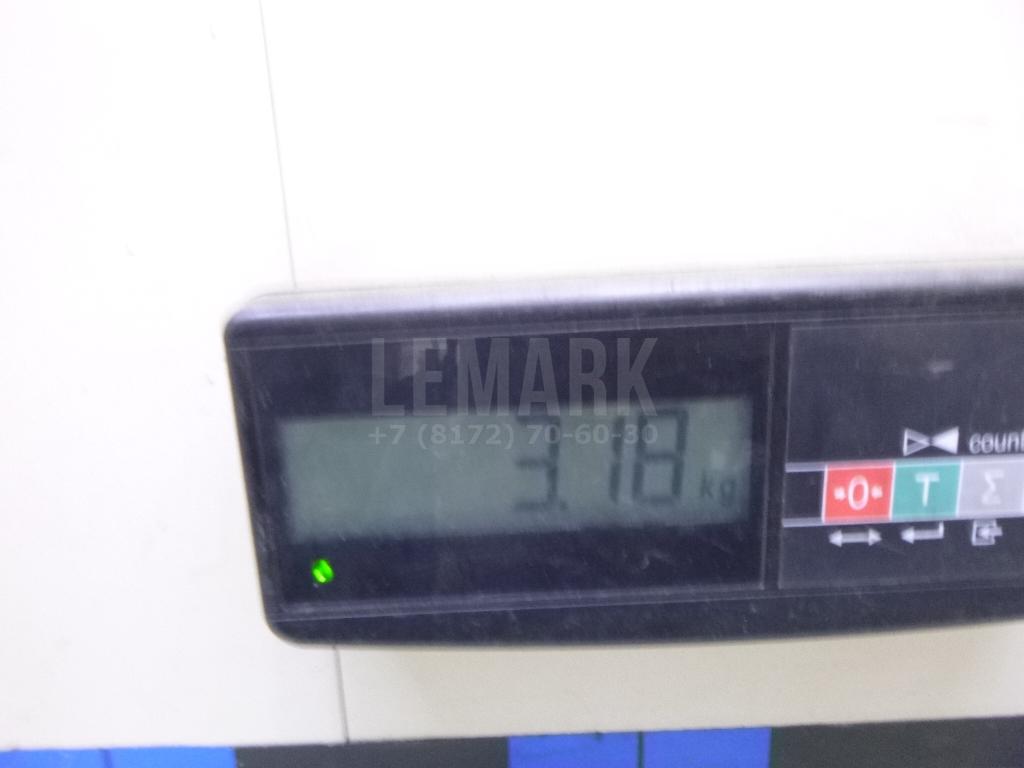 LEMARK
+7 (8172) 70-60-30
3.18 kg
count
→0← T Σ